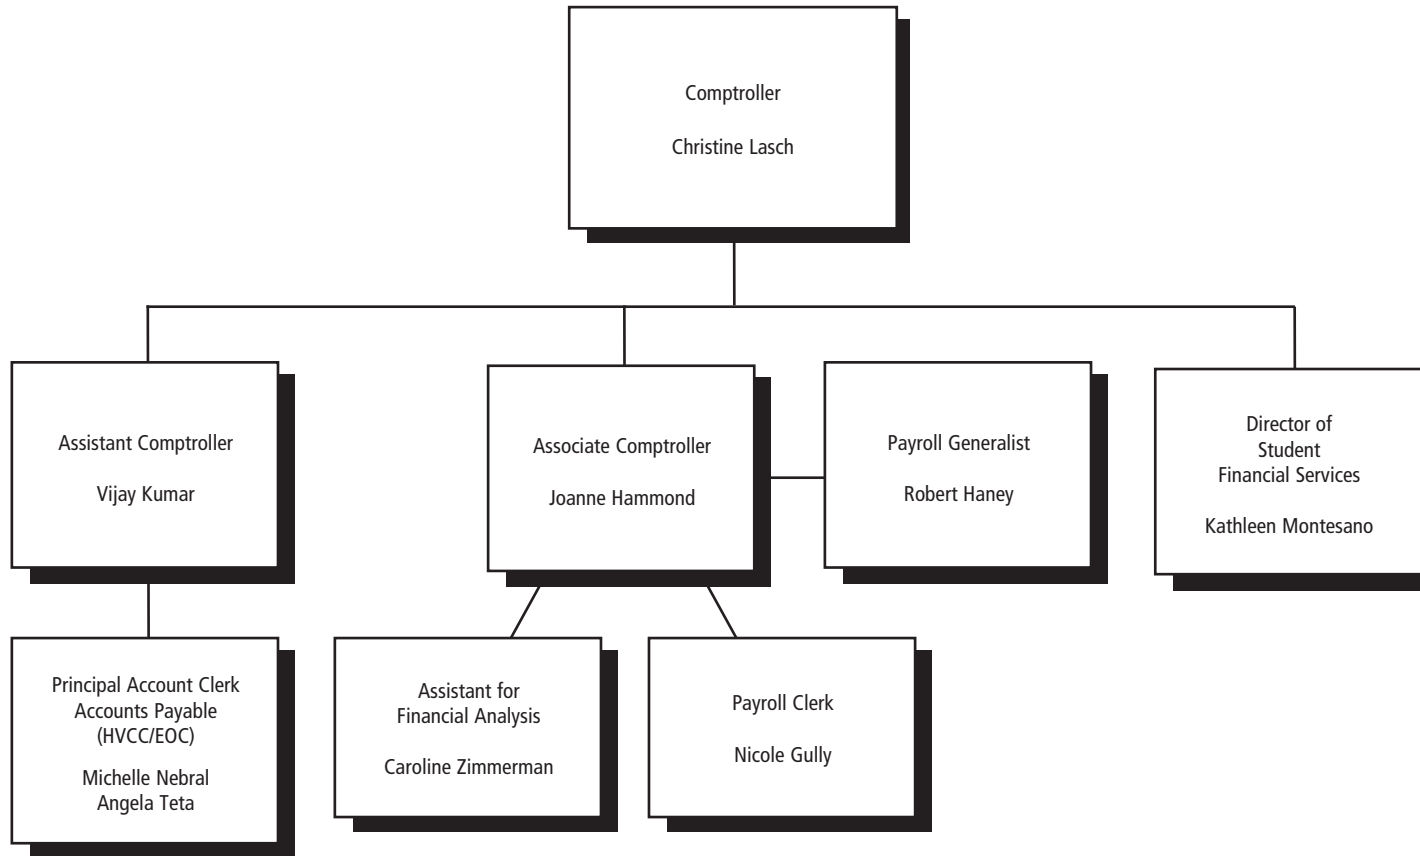 Comptroller
Christine Lasch
Assistant Comptroller
Vijay Kumar
Associate Comptroller
Joanne Hammond
Payroll Generalist
Robert Haney
Director of
Student
Financial Services
Kathleen Montesano
Principal Account Clerk
Accounts Payable
(HVCC/EOC)
Michelle Nebral
Angela Teta
Assistant for
Financial Analysis
Caroline Zimmerman
Payroll Clerk
Nicole Gully